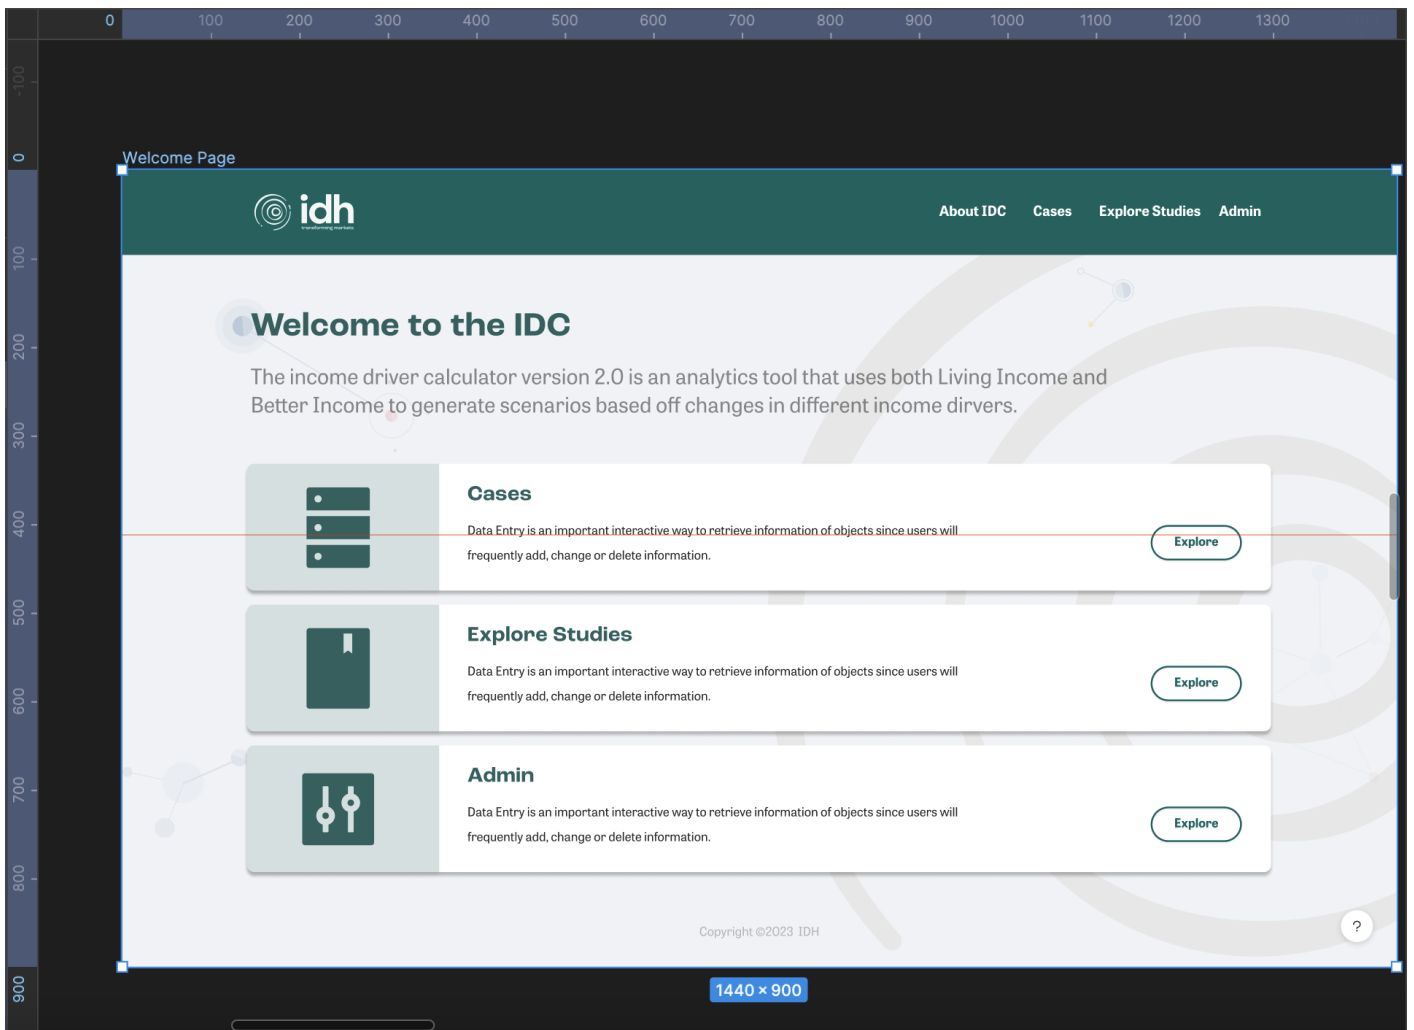 0 100 200 300 400 500 600 700 800 900 1000 1100 1200 1300
-100
0
100
200
300
400
500
600
700
800
900
Welcome Page
idh
transforming markets
About IDC Cases Explore Studies Admin
Welcome to the IDC
The income driver calculator version 2.0 is an analytics tool that uses both Living Income and
Better Income to generate scenarios based off changes in different income dirvers.
Cases
Data Entry is an important interactive way to retrieve information of objects since users will
frequently add, change or delete information.
Explore
Explore Studies
Data Entry is an important interactive way to retrieve information of objects since users will
frequently add, change or delete information.
Explore
Admin
Data Entry is an important interactive way to retrieve information of objects since users will
frequently add, change or delete information.
Explore
Copyright ©2023 IDH
?
1440 × 900